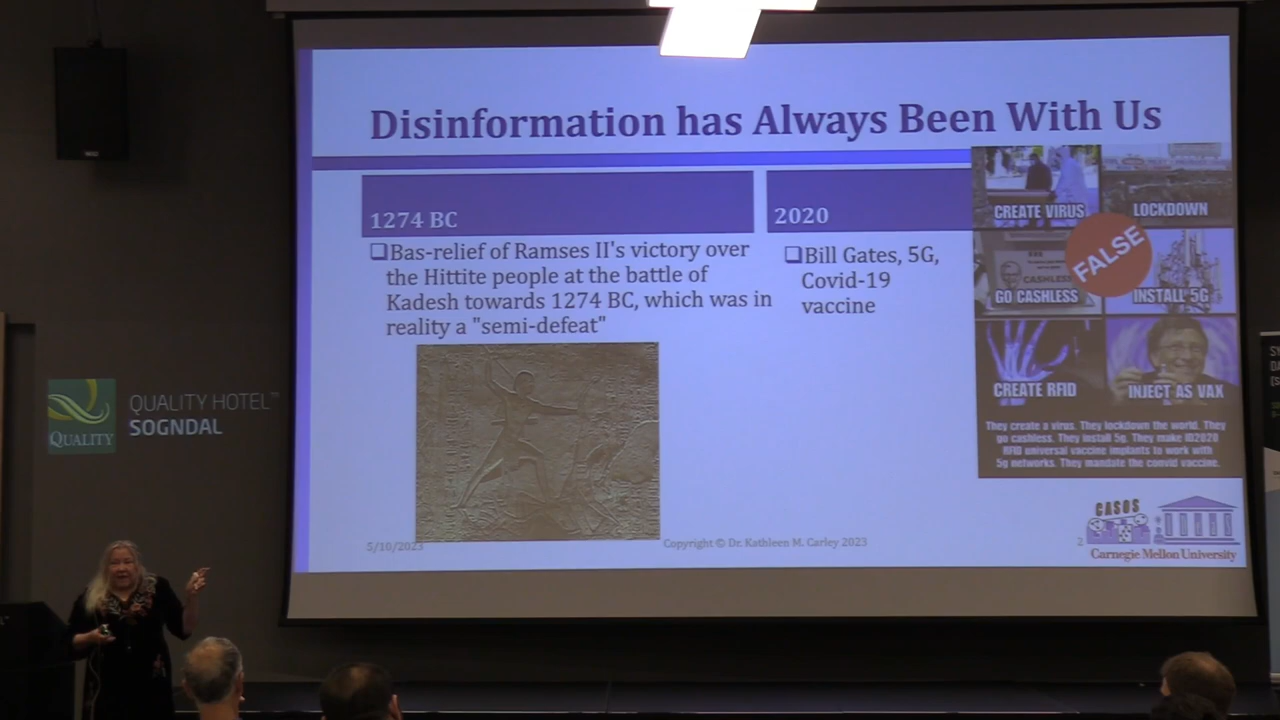 Disinformation has Always Been With Us
1274 BC
❑Bas-relief of Ramses II's victory over
the Hittite people at the battle of
Kadesh towards 1274 BC, which was in
reality a "semi-defeat"
2020
❑Bill Gates, 5G,
Covid-19
vaccine
CREATE VIRUS
LOCKDOWN
FALSE
CASHLESS
GO CASHLESS
INSTALL 5G
CREATE RFID
INJECT AS VAX
They create a virus. They lockdown the world. They
go cashless. They install 5g. They make ID2020
RFID universal vaccine implants to work with
5g networks. They mandate the convid vaccine.
5/10/2023
Copyright © Dr. Kathleen M. Carley 2023
2
CASOS
Carnegie Mellon University
QUALITY
QUALITY HOTEL™
SOGNDAL